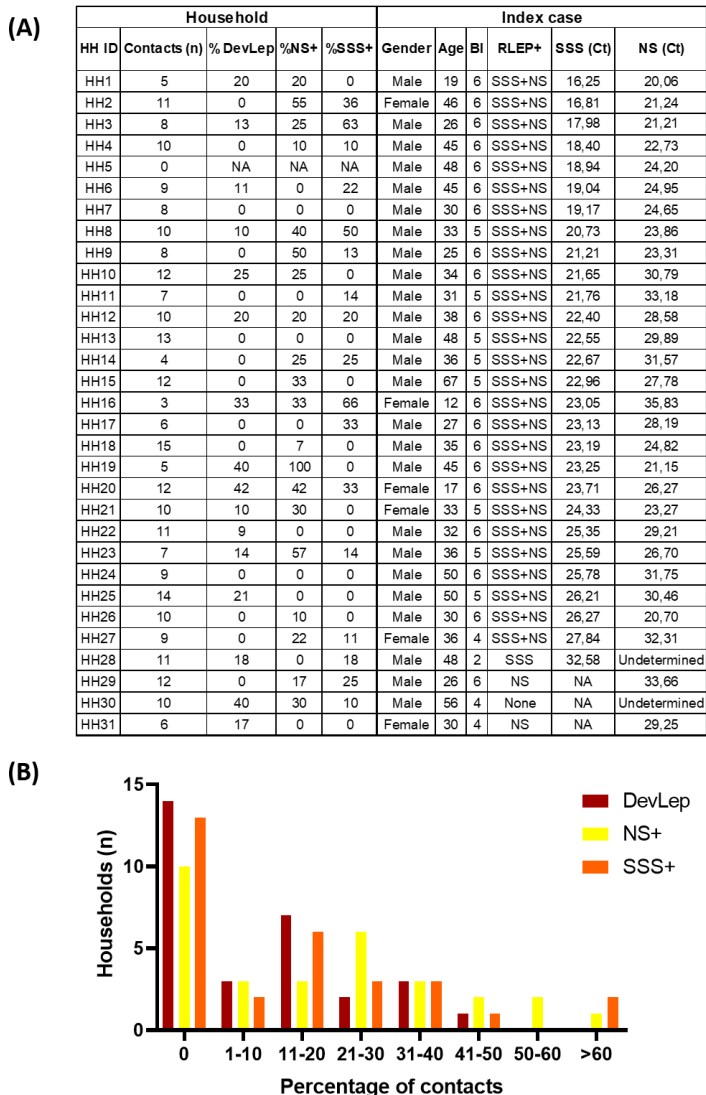 (A)
Household Index case
HH ID Contacts (n) % DevLep %NS+ %SSS+ Gender Age BI RLEP+ SSS (Ct) NS (Ct)
HH1 5 20 20 0 Male 19 6 SSS+NS 16,25 20,06
HH2 11 0 55 36 Female 46 6 SSS+NS 16,81 21,24
HH3 8 13 25 63 Male 26 6 SSS+NS 17,98 21,21
HH4 10 0 10 10 Male 45 6 SSS+NS 18,40 22,73
HH5 0 NA NA NA Male 48 6 SSS+NS 18,94 24,20
HH6 9 11 0 22 Male 45 6 SSS+NS 19,04 24,95
HH7 8 0 0 0 Male 30 6 SSS+NS 19,17 24,65
HH8 10 10 40 50 Male 33 5 SSS+NS 20,73 23,86
HH9 8 0 50 13 Male 25 6 SSS+NS 21,21 23,31
HH10 12 25 25 0 Male 34 6 SSS+NS 21,65 30,79
HH11 7 0 0 14 Male 31 5 SSS+NS 21,76 33,18
HH12 10 20 20 20 Male 38 6 SSS+NS 22,40 28,58
HH13 13 0 0 0 Male 48 5 SSS+NS 22,55 29,89
HH14 4 0 25 25 Male 36 5 SSS+NS 22,67 31,57
HH15 12 0 33 0 Male 67 5 SSS+NS 22,96 27,78
HH16 3 33 33 66 Female 12 6 SSS+NS 23,05 35,83
HH17 6 0 0 33 Male 27 6 SSS+NS 23,13 28,19
HH18 15 0 7 0 Male 35 6 SSS+NS 23,19 24,82
HH19 5 40 100 0 Male 45 6 SSS+NS 23,25 21,15
HH20 12 42 42 33 Female 17 6 SSS+NS 23,71 26,27
HH21 10 10 30 0 Female 33 5 SSS+NS 24,33 23,27
HH22 11 9 0 0 Male 32 6 SSS+NS 25,35 29,21
HH23 7 14 57 14 Male 36 5 SSS+NS 25,59 26,70
HH24 9 0 0 0 Male 50 6 SSS+NS 25,78 31,75
HH25 14 21 0 0 Male 50 5 SSS+NS 26,21 30,46
HH26 10 0 10 0 Male 30 6 SSS+NS 26,27 20,70
HH27 9 0 22 11 Female 36 4 SSS+NS 27,84 32,31
HH28 11 18 0 18 Male 48 2 SSS 32,58 Undetermined
HH29 12 0 17 25 Male 26 6 NS NA 33,66
HH30 10 40 30 10 Male 56 4 None NA Undetermined
HH31 6 17 0 0 Female 30 4 NS NA 29,25
(B)
Households (n)
15
10
5
0
DevLep
NS+
SSS+
0 1-10 11-20 21-30 31-40 41-50 50-60 >60
Percentage of contacts